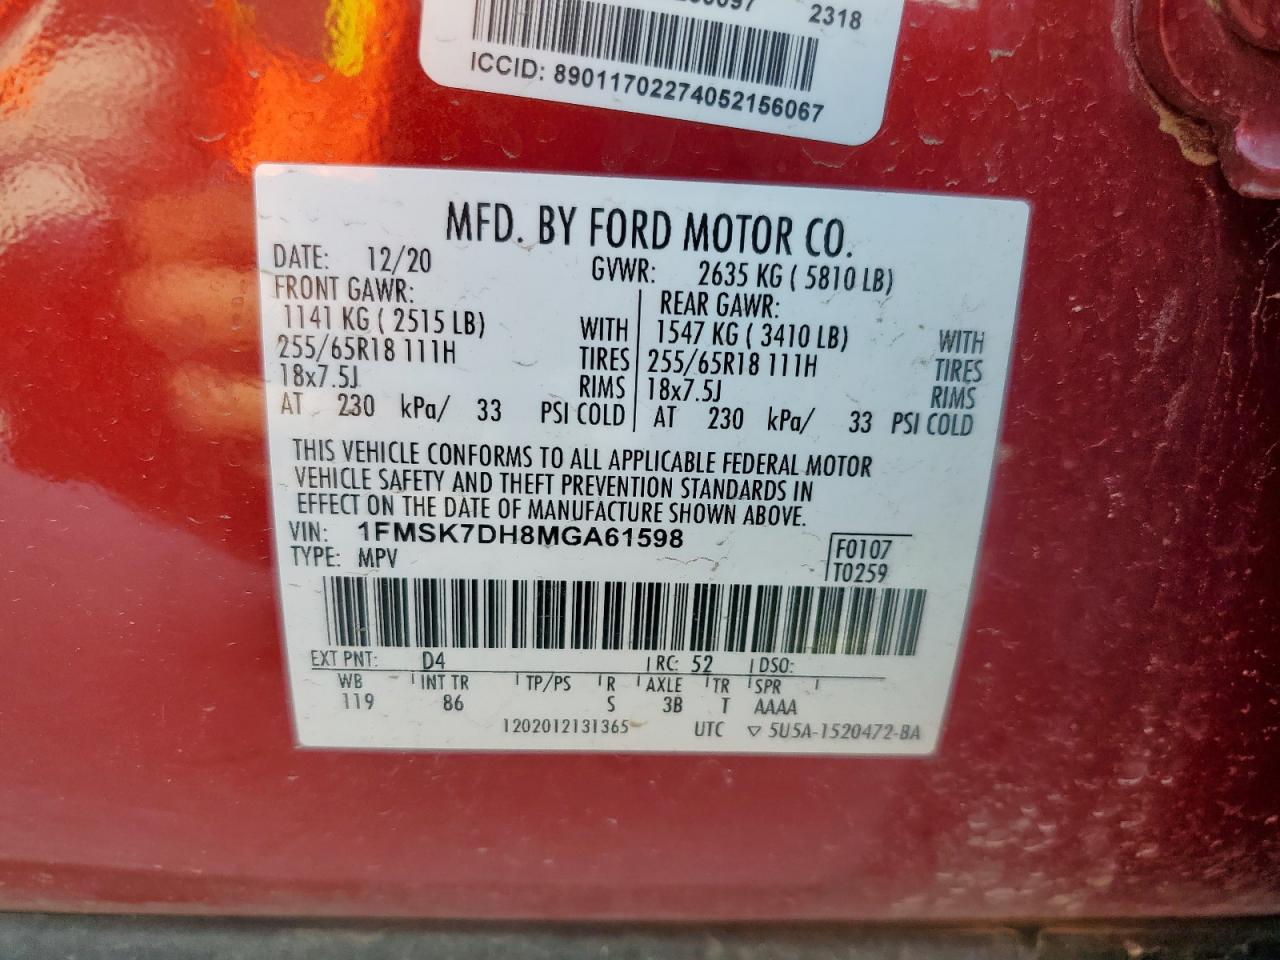 2318
ICCID: 89011702274052156067
MFD. BY FORD MOTOR CO.
DATE: 12/20 GVWR: 2635 KG ( 5810 LB)
FRONT GAWR: REAR GAWR:
1141 KG ( 2515 LB) WITH 1547 KG ( 3410 LB) WITH
255/65R18 111H TIRES 255/65R18 111H TIRES
18x7.5J RIMS 18x7.5J RIMS
AT 230 kPa/ 33 PSI COLD AT 230 kPa/ 33 PSI COLD
THIS VEHICLE CONFORMS TO ALL APPLICABLE FEDERAL MOTOR
VEHICLE SAFETY AND THEFT PREVENTION STANDARDS IN
EFFECT ON THE DATE OF MANUFACTURE SHOWN ABOVE.
VIN: 1FMSK7DH8MGA61598 F0107
TYPE: MPV T0259
EXT PNT: D4 RC: 52 DSO:
WB INT TR TP/PS R AXLE TR SPR
119 86 S 3B T AAAA
1202012131365 UTC ▽ 5U5A-1520472-BA